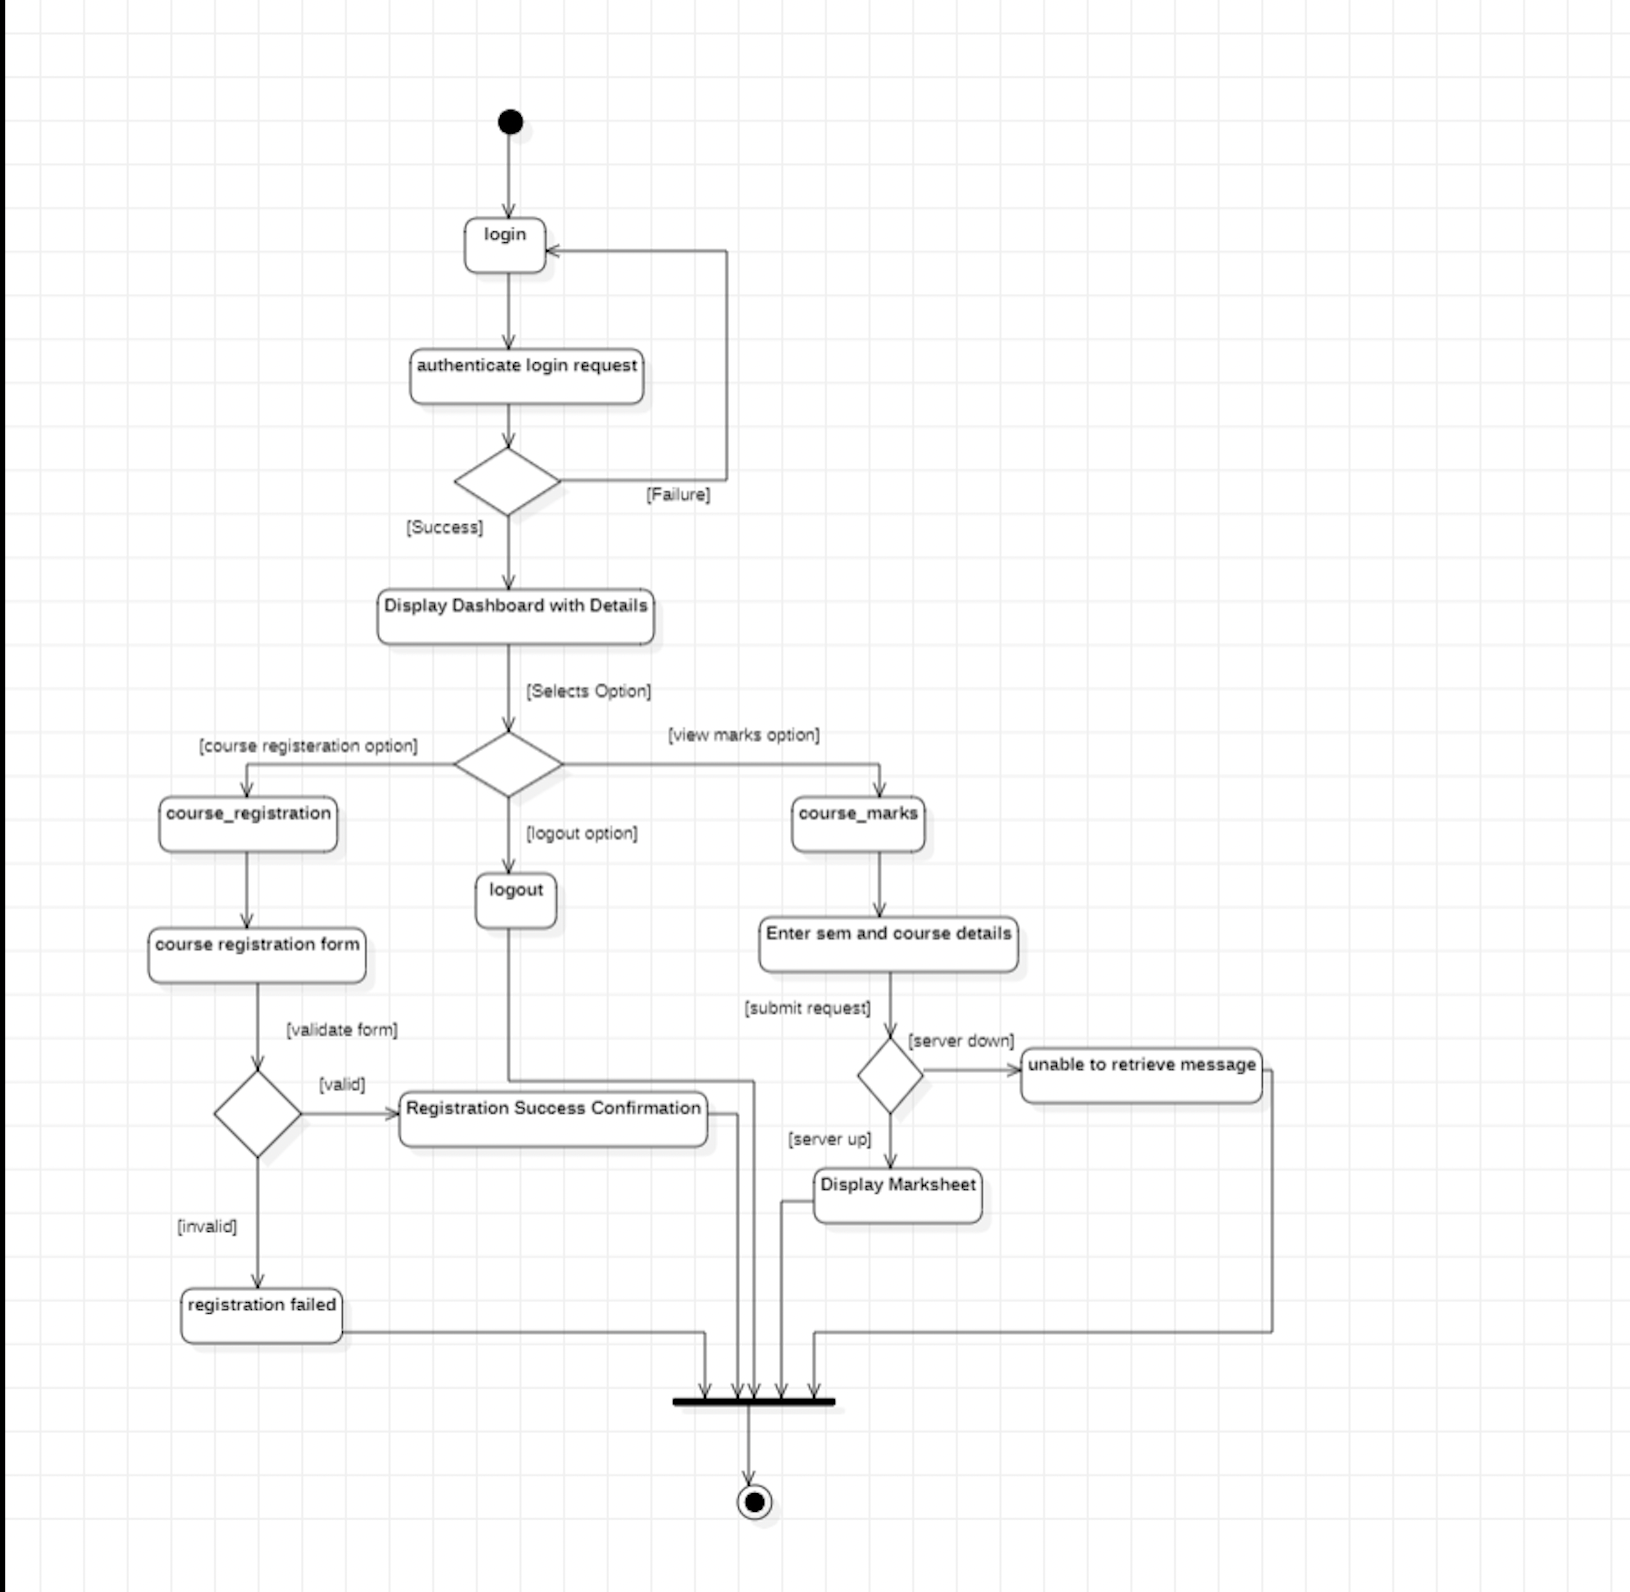 login
authenticate login request
[Failure]
[Success]
Display Dashboard with Details
[Selects Option]
[view marks option]
[course registeration option]
course_registration
course_marks
[logout option]
logout
Enter sem and course details
course registration form
[submit request]
[validate form]
[server down]
unable to retrieve message
[valid]
Registration Success Confirmation
[server up]
Display Marksheet
[invalid]
registration failed